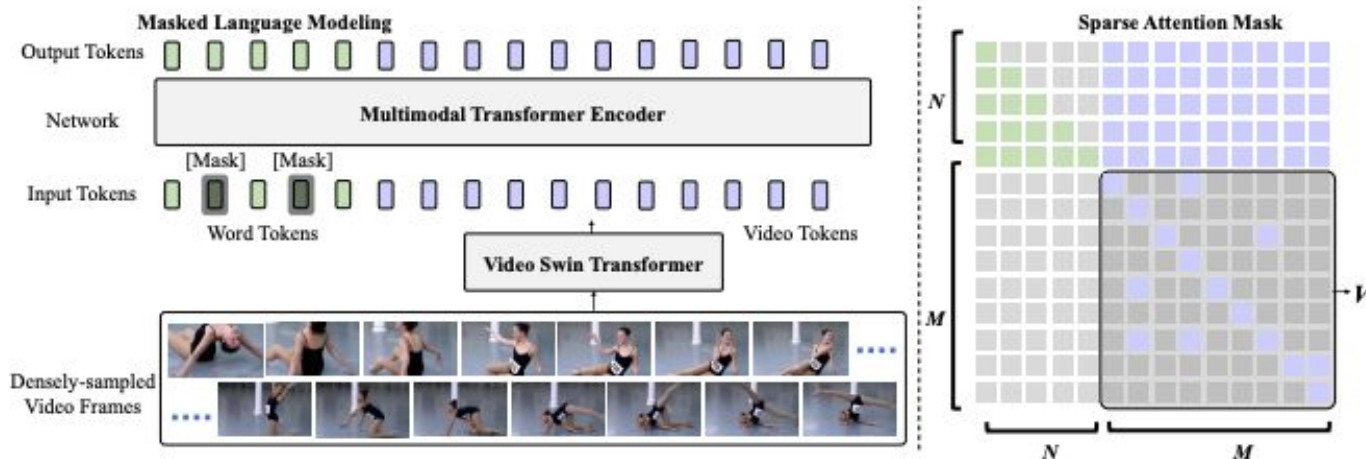 Masked Language Modeling
Output Tokens
Network
Multimodal Transformer Encoder
[Mask] [Mask]
Input Tokens
Word Tokens
Video Tokens
Video Swin Transformer
Densely-sampled
Video Frames
Sparse Attention Mask
N
M
V
N
M